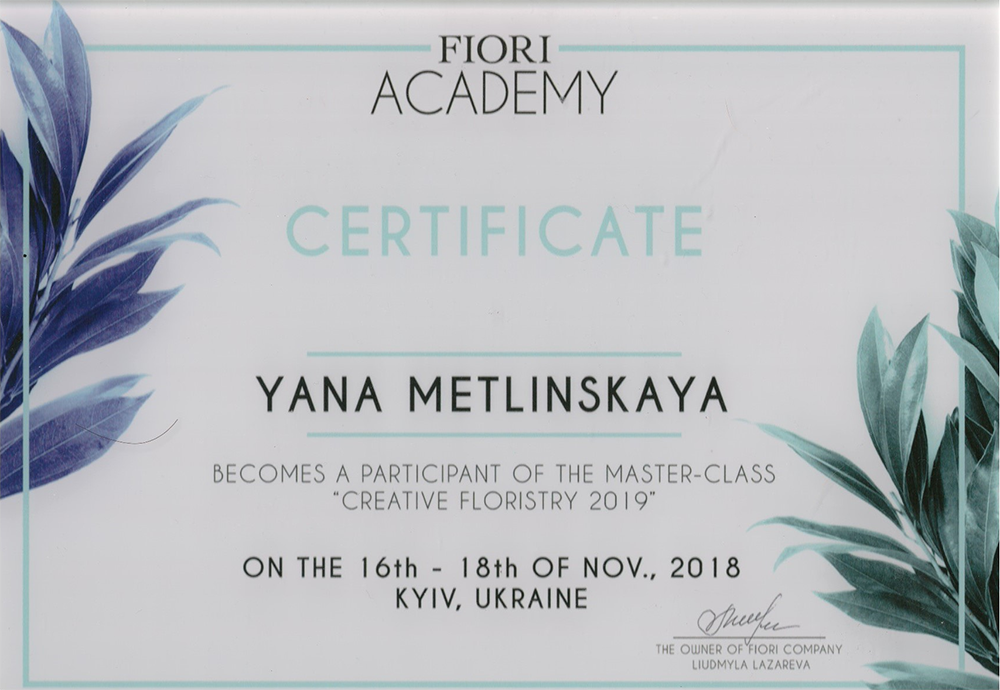 FIORI
ACADEMY
CERTIFICATE
YANA METLINSKAYA
BECOMES A PARTICIPANT OF THE MASTER-CLASS
“CREATIVE FLORISTRY 2019”
ON THE 16th - 18th OF NOV., 2018
KYIV, UKRAINE
THE OWNER OF FIORI COMPANY
LIUDMYLA LAZAREVA